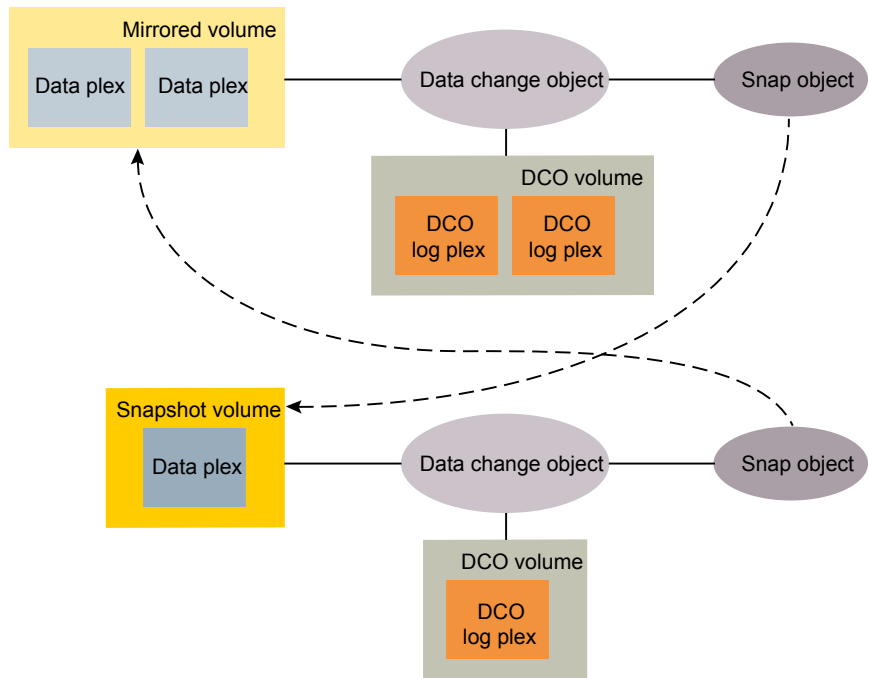 Mirrored volume
Data plex
Data plex
Data change object
Snap object
DCO volume
DCO
log plex
DCO
log plex
Snapshot volume
Data plex
Data change object
Snap object
DCO volume
DCO
log plex